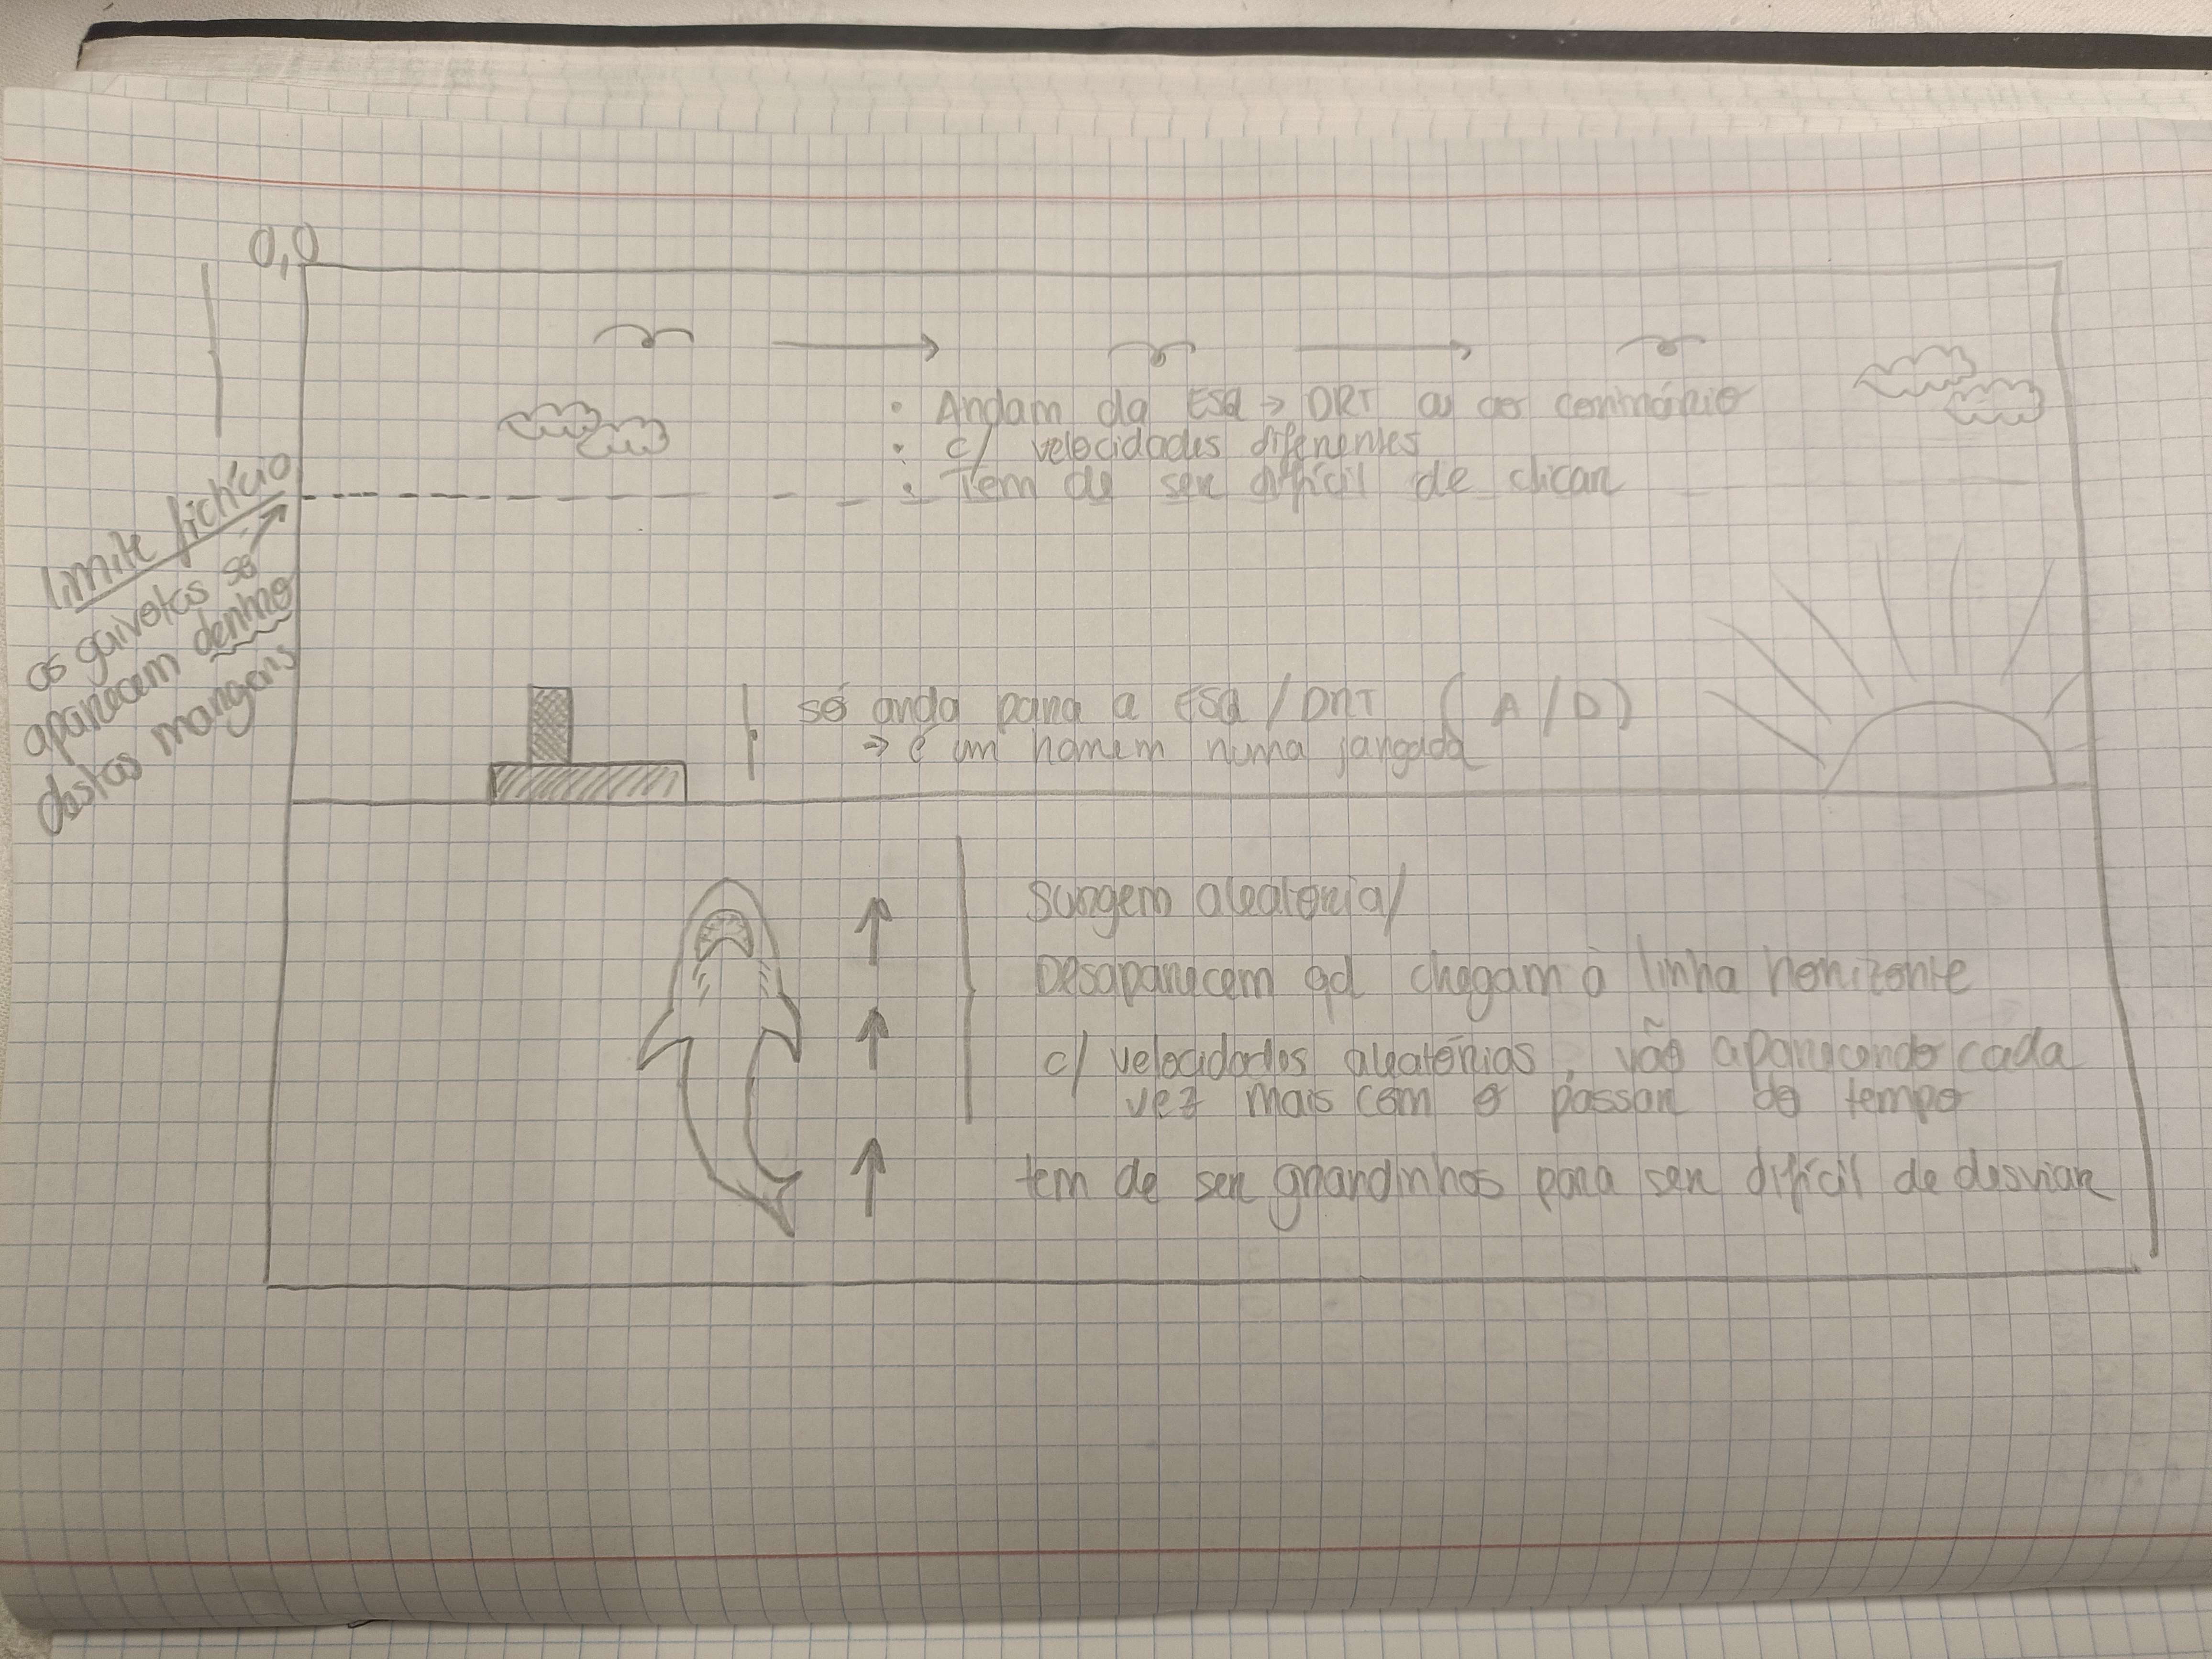 0,0
• Andam da ESQ → DRT ou ao contrário
• c/ velocidades diferentes
• Tem de ser difícil de clicar
limite fictício
as gaivotas só
aparecem dentro
destas margens
só anda para a ESQ / DRT ( A / D )
⇒ é um homem numa jangada
surgem aleatoria/
Desaparecem qd chegam à linha horizonte
c/ velocidades aleatórias, vão aparecendo cada
vez mais com o passar do tempo
tem de ser grandinhos para ser difícil de desviar